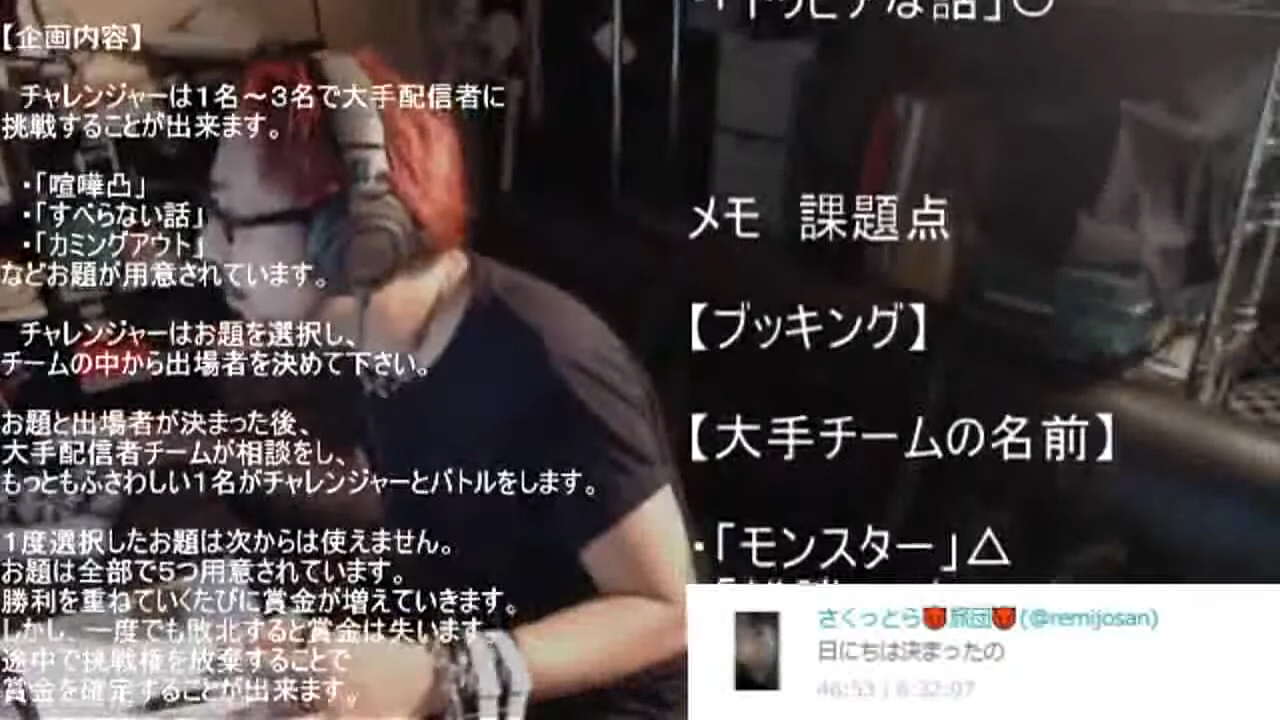 【企画内容】
チャレンジャーは1名～3名で大手配信者に
挑戦することが出来ます。
・「喧嘩凸」
・「すべらない話」
・「カミングアウト」
などお題が用意されています。
チャレンジャーはお題を選択し、
チームの中から出場者を決めて下さい。
お題と出場者が決まった後、
大手配信者チームが相談をし、
もっともふさわしい1名がチャレンジャーとバトルをします。
1度選択したお題は次からは使えません。
お題は全部で5つ用意されています。
勝利を重ねていくたびに賞金が増えていきます。
しかし、一度でも敗北すると賞金は失います。
途中で挑戦権を放棄することで
賞金を確定することが出来ます。
・「トリビアな話」○
メモ 課題点
【ブッキング】
【大手チームの名前】
・「モンスター」△
さくっとら👹旅団👹(@remijosan)
日にちは決まったの
46:53 | 6:32:07